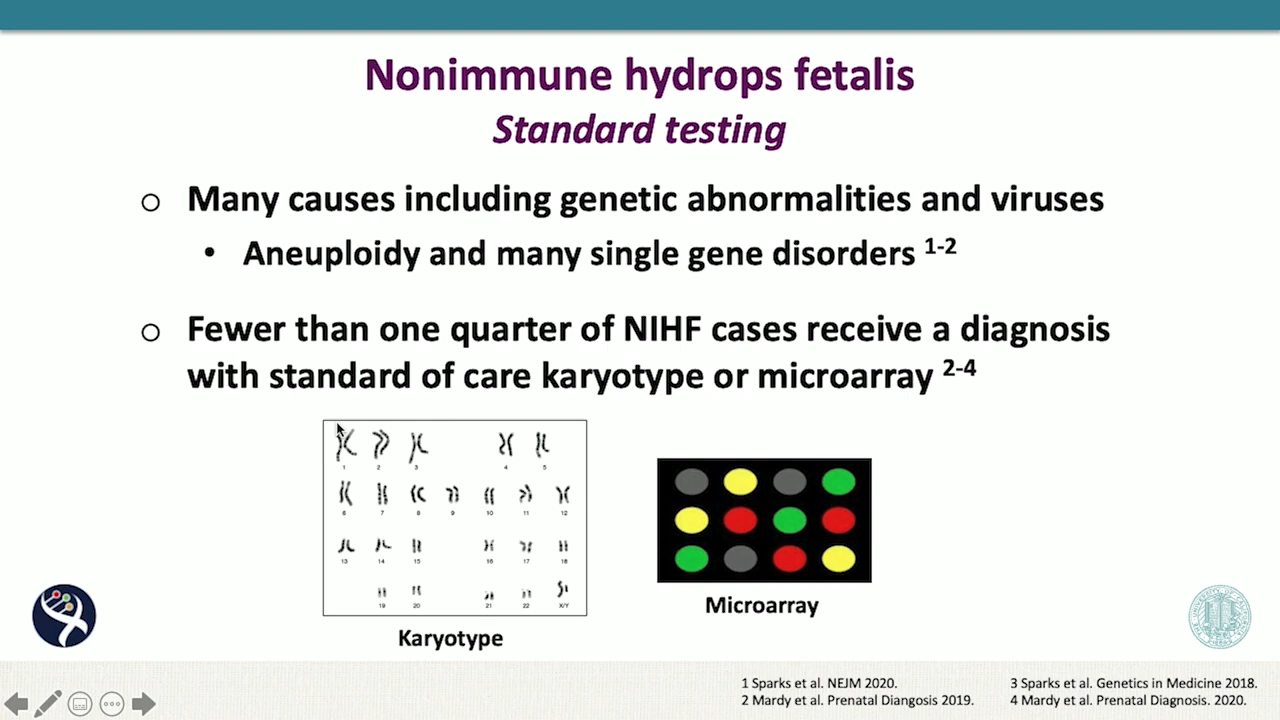 Nonimmune hydrops fetalis
Standard testing
○ Many causes including genetic abnormalities and viruses
• Aneuploidy and many single gene disorders 1-2
○ Fewer than one quarter of NIHF cases receive a diagnosis
with standard of care karyotype or microarray 2-4
1 2 3 4 5
6 7 8 9 10 11 12
13 14 15 16 17 18
19 20 21 22 X/Y
Karyotype
Microarray
1 Sparks et al. NEJM 2020.
2 Mardy et al. Prenatal Diangosis 2019.
3 Sparks et al. Genetics in Medicine 2018.
4 Mardy et al. Prenatal Diagnosis. 2020.